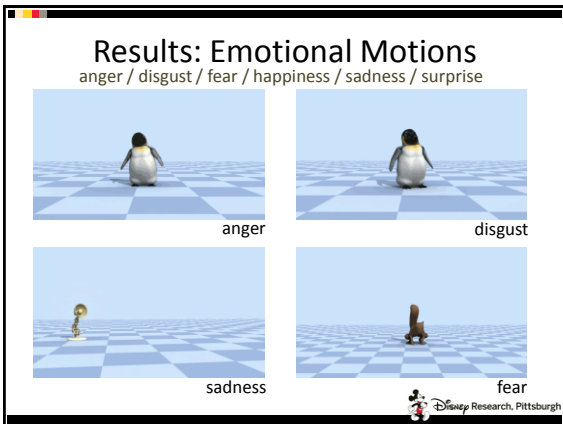 Results: Emotional Motions
anger / disgust / fear / happiness / sadness / surprise
anger
disgust
sadness
fear
Disney Research, Pittsburgh